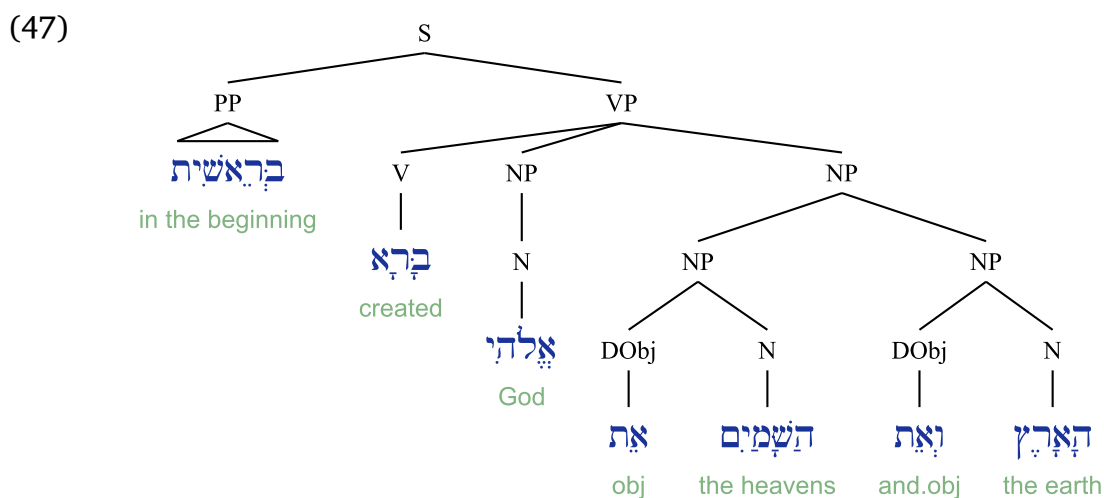 (47)
S
PP VP
בְּרֵאשִׁית V NP NP
in the beginning
בָּרָא N NP NP
created
אֱלֹהִי DObj N DObj N
God
אֵת הַשָּׁמַיִם וְאֵת הָאָרֶץ
obj the heavens and.obj the earth